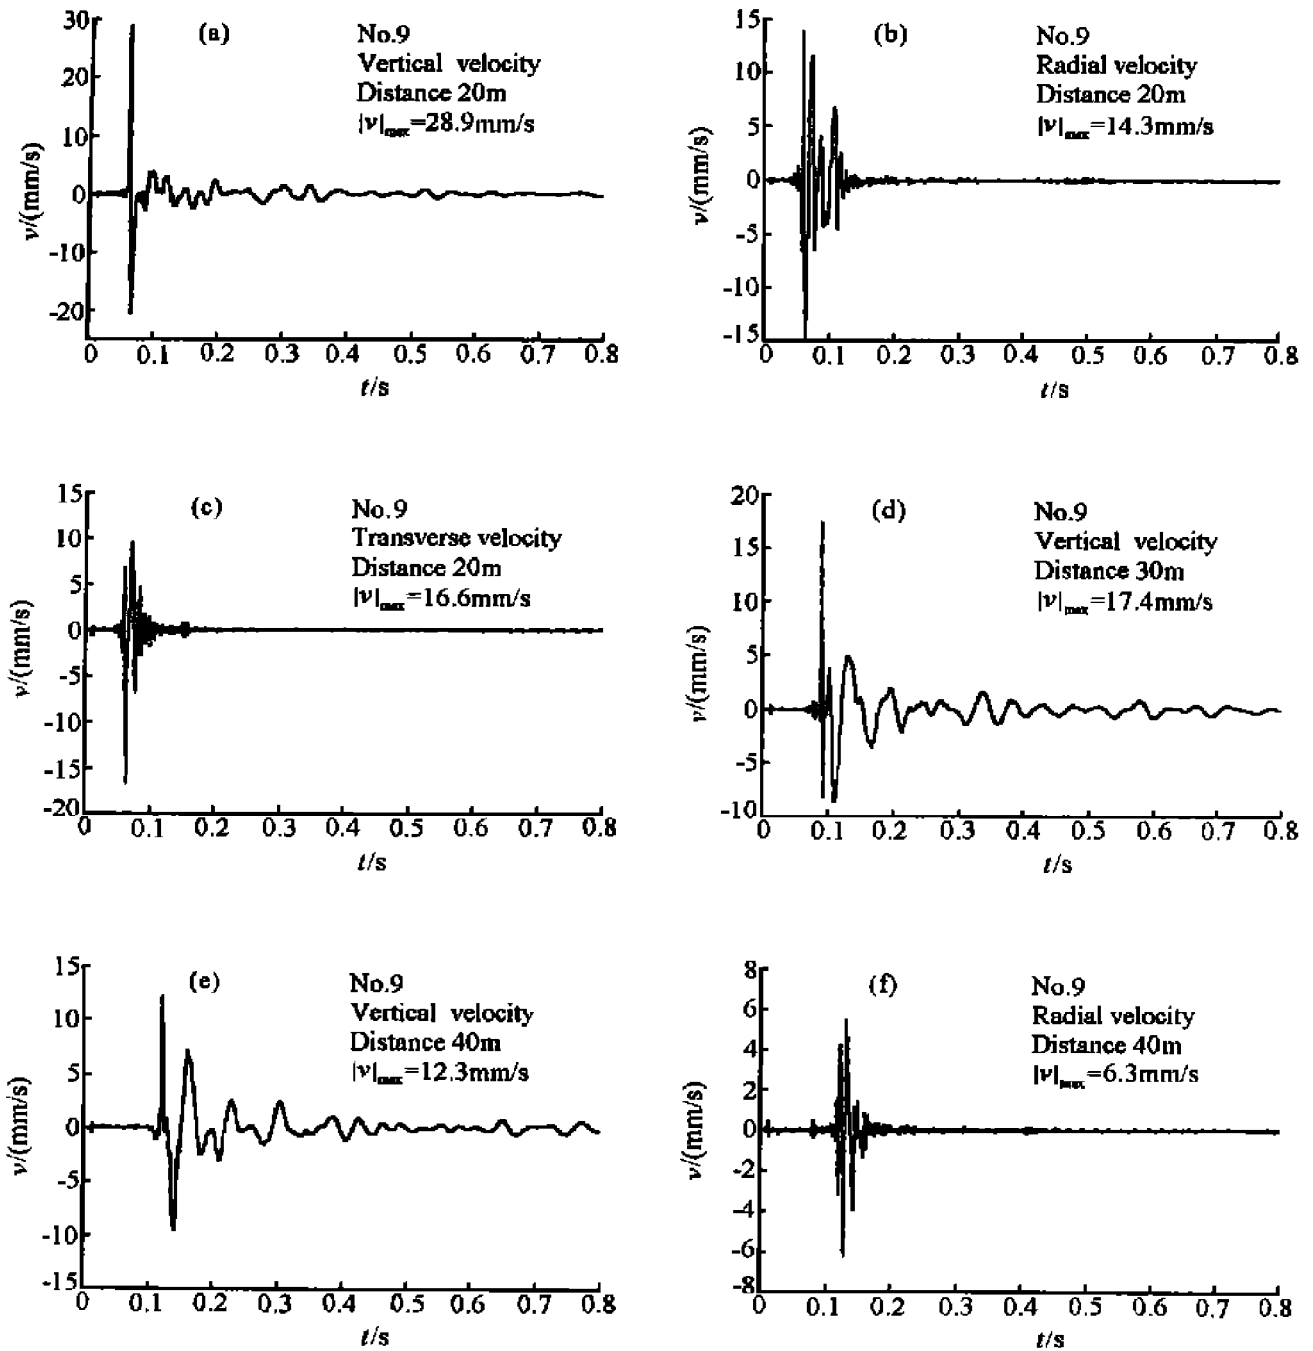 (a)
No.9
Vertical velocity
Distance 20m
|v|max=28.9mm/s
v/(mm/s)
30
30
20
10
0
-10
-20
0 0.1 0.2 0.3 0.4 0.5 0.6 0.7 0.8
t/s
(b)
No.9
Radial velocity
Distance 20m
|v|max=14.3mm/s
v/(mm/s)
15
10
5
0
-5
-10
-15
0 0.1 0.2 0.3 0.4 0.5 0.6 0.7 0.8
t/s
(c)
No.9
Transverse velocity
Distance 20m
|v|max=16.6mm/s
v/(mm/s)
15
10
5
0
-5
-10
-15
-20
0 0.1 0.2 0.3 0.4 0.5 0.6 0.7 0.8
t/s
(d)
No.9
Vertical velocity
Distance 30m
|v|max=17.4mm/s
v/(mm/s)
20
15
10
5
0
-5
-10
0 0.1 0.2 0.3 0.4 0.5 0.6 0.7 0.8
t/s
(e)
No.9
Vertical velocity
Distance 40m
|v|max=12.3mm/s
v/(mm/s)
15
10
5
0
-5
-10
-15
0 0.1 0.2 0.3 0.4 0.5 0.6 0.7 0.8
t/s
(f)
No.9
Radial velocity
Distance 40m
|v|max=6.3mm/s
v/(mm/s)
8
6
4
2
0
-2
-4
-6
-8
0 0.1 0.2 0.3 0.4 0.5 0.6 0.7 0.8
t/s